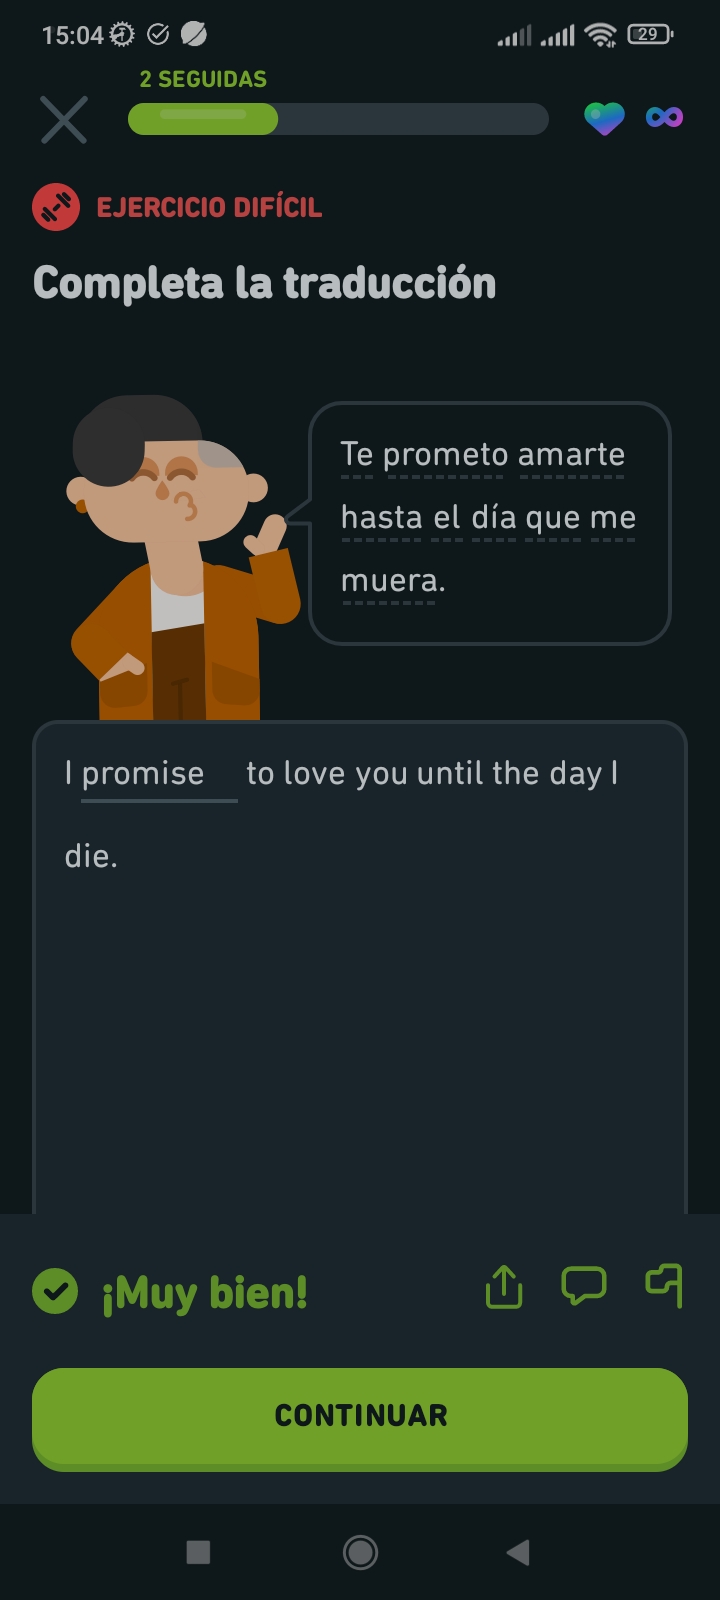 15:04
29
2 SEGUIDAS
EJERCICIO DIFÍCIL
Completa la traducción
Te prometo amarte
hasta el día que me
muera.
I promise to love you until the day I
die.
¡Muy bien!
CONTINUAR